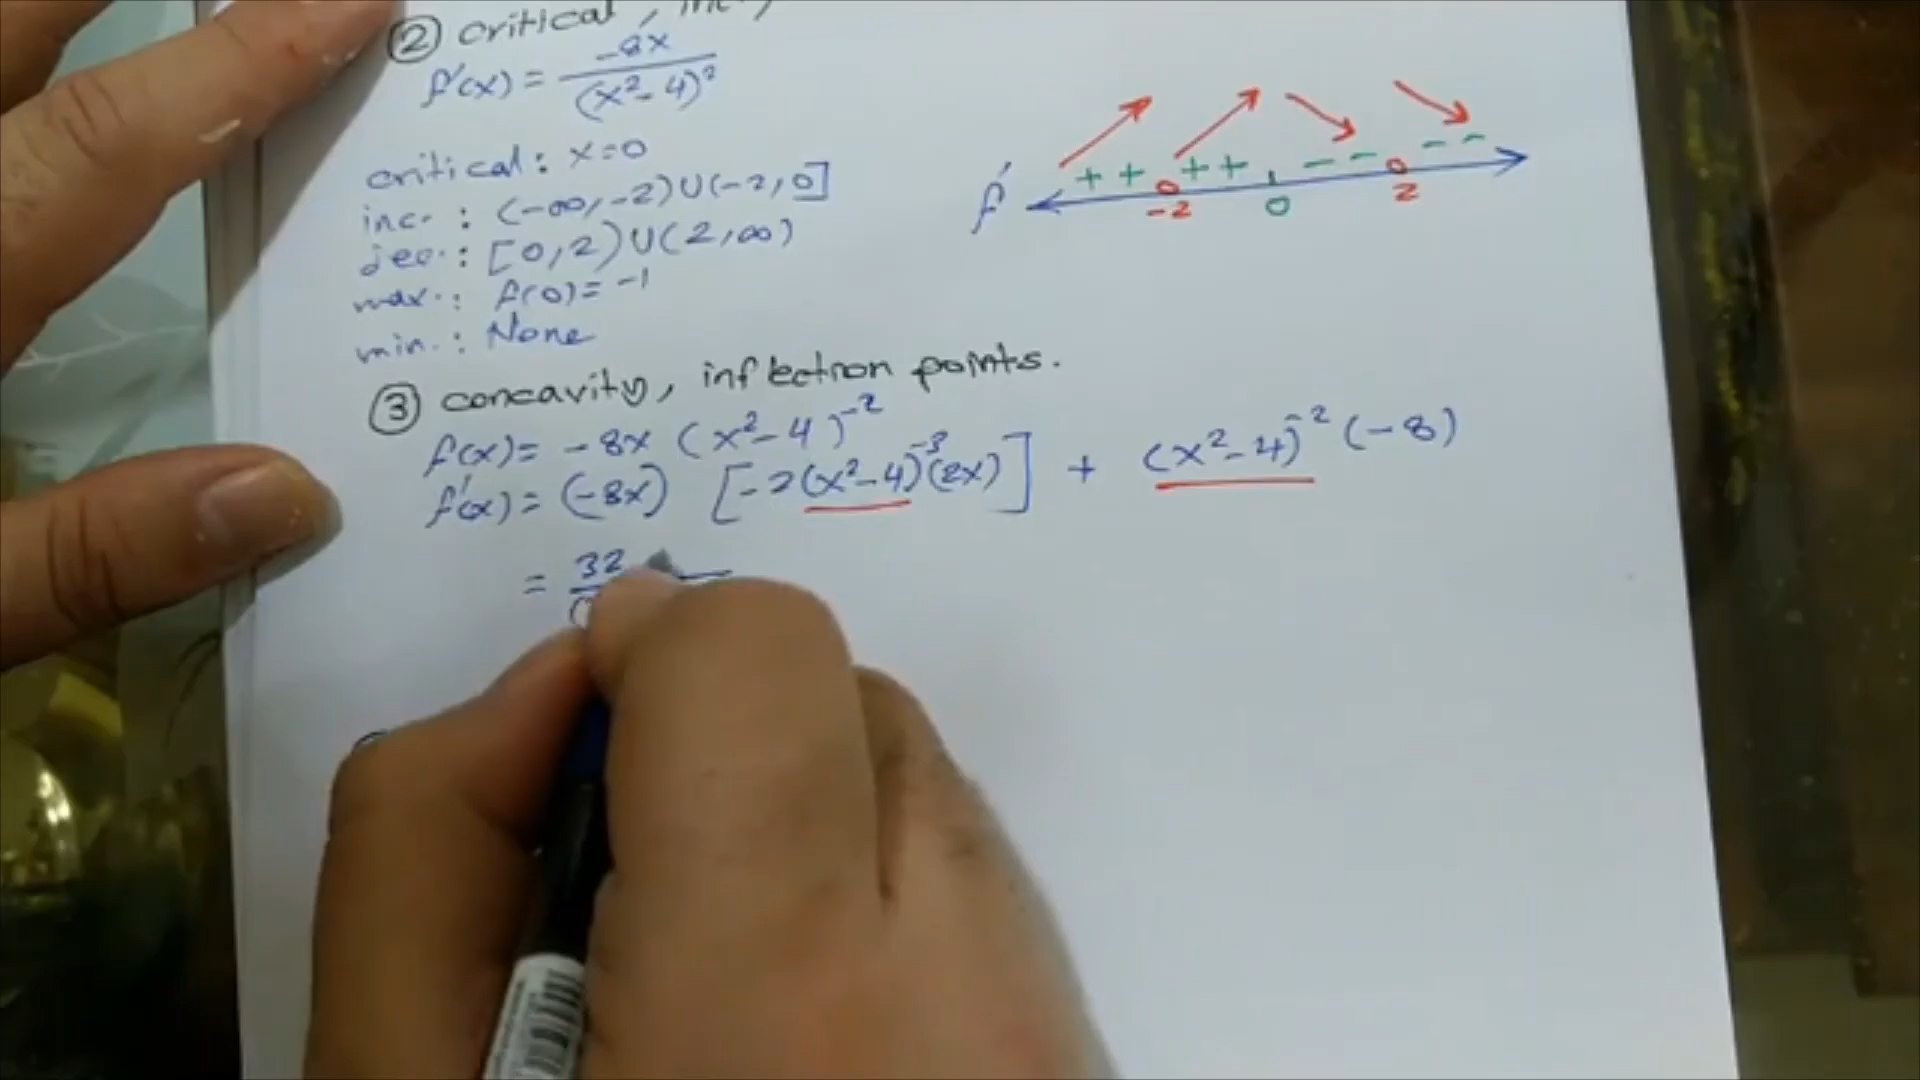 ② critical, inc,
f'(x) = -8x / (x² - 4)²
critical: x=0
inc. : (-∞, -2) ∪ (-2, 0]
dec. : [0, 2) ∪ (2, ∞)
max. : f(0) = -1
min. : None
f' + + + + - - - -
-2 0 2
③ concavity, inflection points.
f(x) = -8x (x² - 4)⁻²
f'(x) = (-8x) [-2(x² - 4)⁻³(2x)] + (x² - 4)⁻² (-8)
= 32